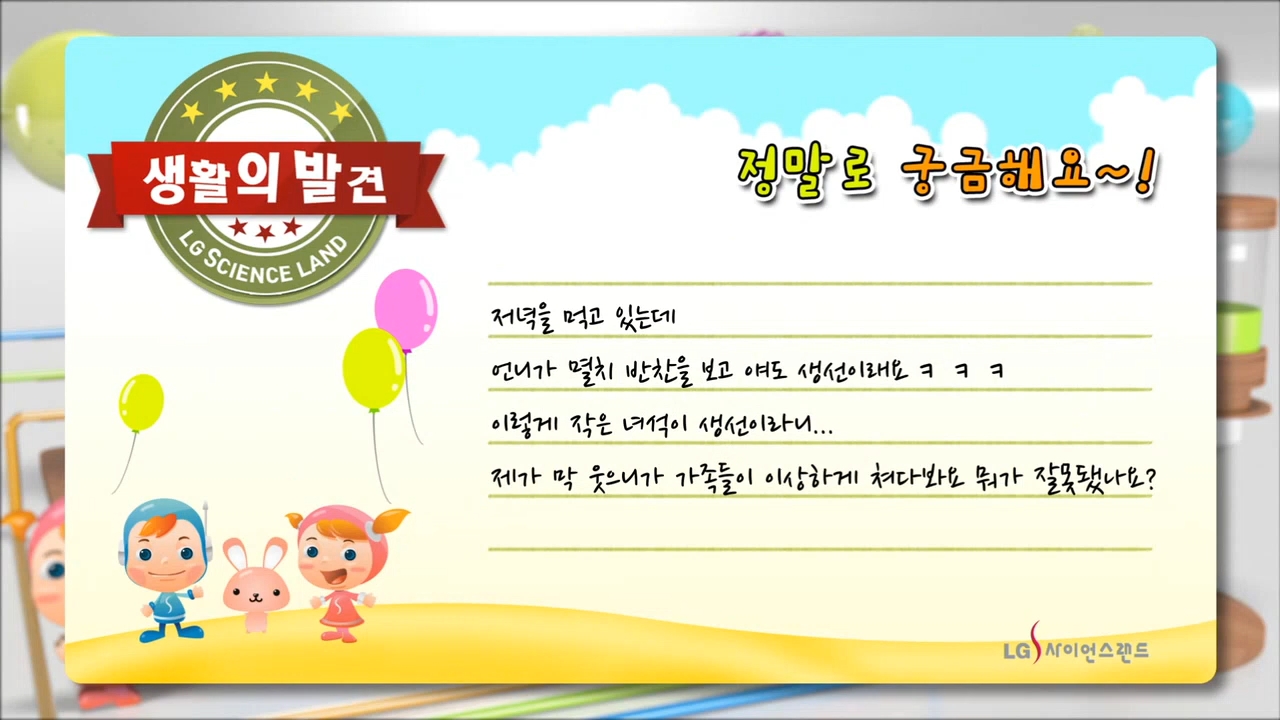 생활의 발견
LG SCIENCE LAND
정말로 궁금해요~!
저녁을 먹고 있는데
언니가 멸치 반찬을 보고 얘도 생선이래요 ㅋ ㅋ ㅋ
이렇게 작은 녀석이 생선이라니...
제가 막 웃으니가 가족들이 이상하게 쳐다봐요 뭐가 잘못됐나요?
LG 사이언스랜드